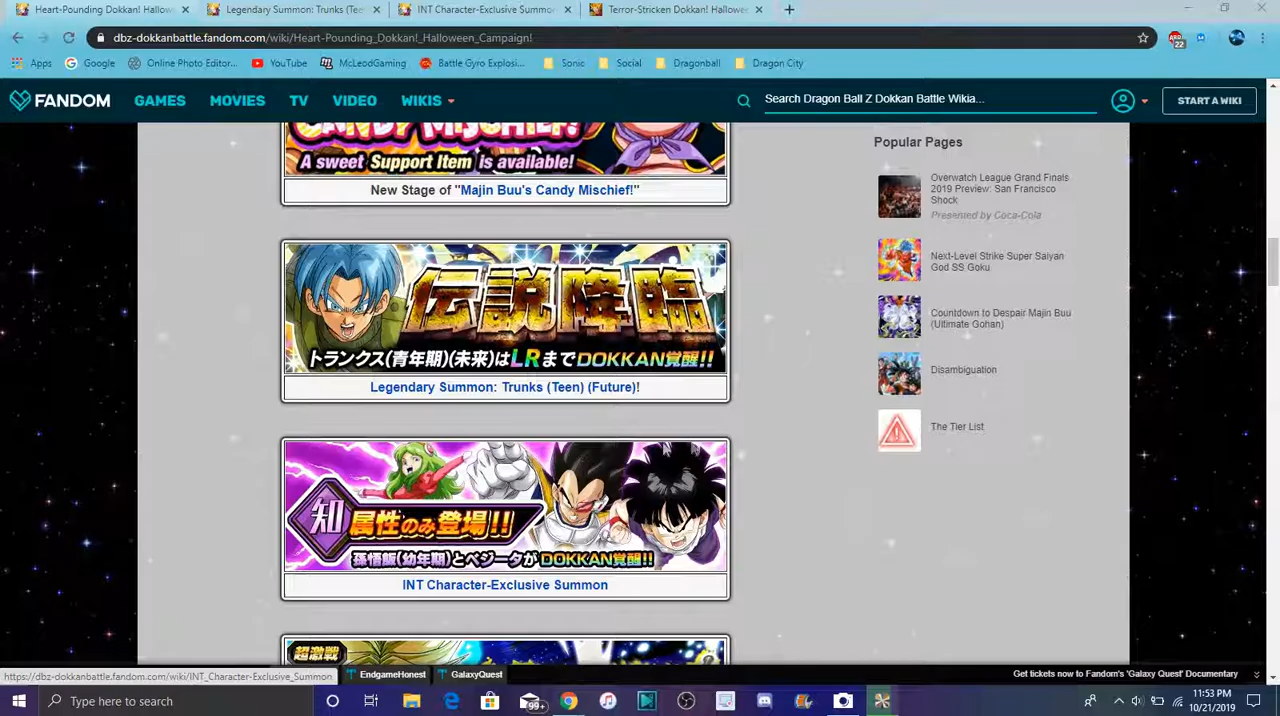 Heart-Pounding Dokkan! Hallow
Legendary Summon: Trunks (Tee
INT Character-Exclusive Summo
Terror-Stricken Dokkan! Hallowe
dbz-dokkanbattle.fandom.com/wiki/Heart-Pounding_Dokkan!_Halloween_Campaign!
22
Apps
Google
Online Photo Editor...
YouTube
McLeodGaming
Battle Gyro Explosi...
Sonic
Social
Dragonball
Dragon City
FANDOM
GAMES
MOVIES
TV
VIDEO
WIKIS
Search Dragon Ball Z Dokkan Battle Wikia...
START A WIKI
CANDY MISCHIEF!
A sweet Support Item is available!
New Stage of "Majin Buu's Candy Mischief!"
伝説降臨
トランクス(青年期)(未来)はLRまでDOKKAN覚醒!!
Legendary Summon: Trunks (Teen) (Future)!
知
属性のみ登場!!
孫悟飯(幼年期)とベジータがDOKKAN覚醒!!
INT Character-Exclusive Summon
超激戦
Popular Pages
Overwatch League Grand Finals
2019 Preview: San Francisco
Shock
Presented by Coca-Cola
Next-Level Strike Super Saiyan
God SS Goku
Countdown to Despair Majin Buu
(Ultimate Gohan)
Disambiguation
The Tier List
https://dbz-dokkanbattle.fandom.com/wiki/INT_Character-Exclusive_Summon
EndgameHonest
GalaxyQuest
Get tickets now to Fandom's 'Galaxy Quest' Documentary
Type here to search
99+
11:53 PM
10/21/2019